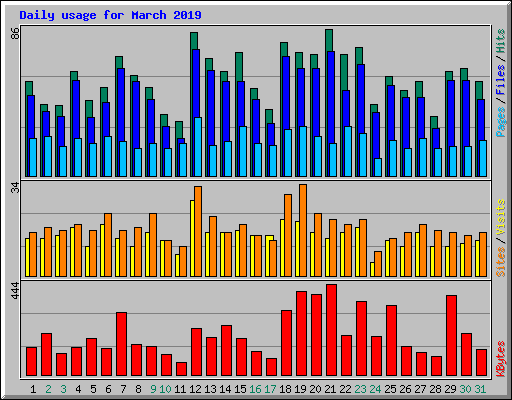 Daily usage for March 2019
86
Pages / Files / Hits
34
Sites / Visits
444
KBytes
1 2 3 4 5 6 7 8 9 10 11 12 13 14 15 16 17 18 19 20 21 22 23 24 25 26 27 28 29 30 31